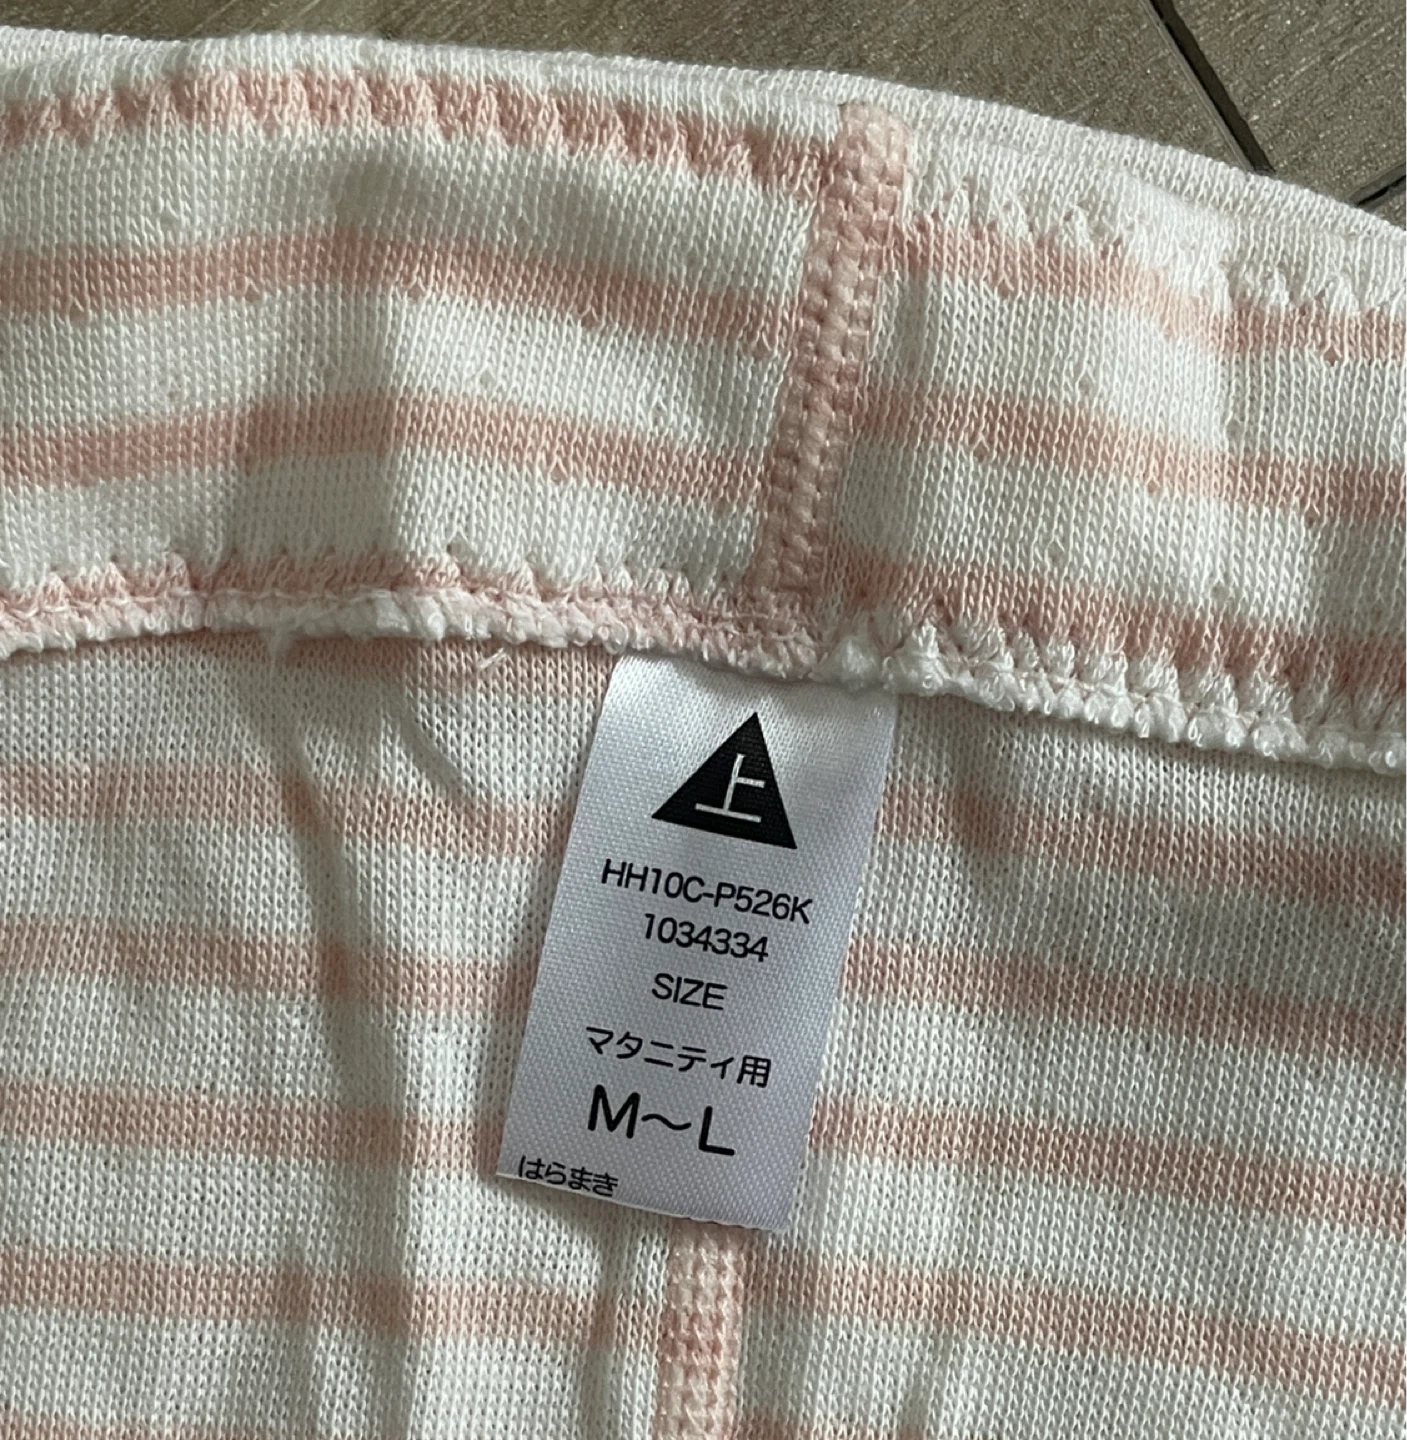 上
HH10C-P526K
1034334
SIZE
マタニティ用
M～L
はらまき